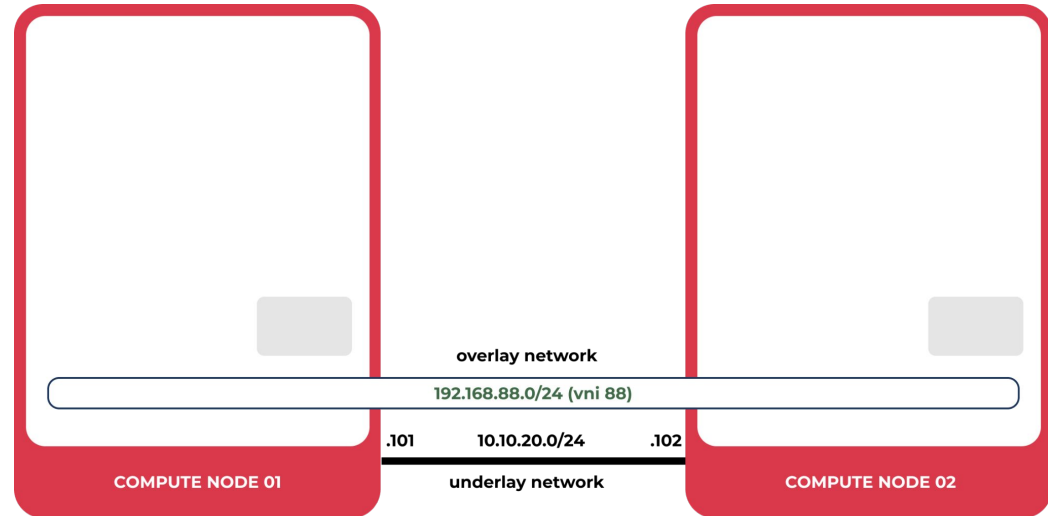 overlay network
192.168.88.0/24 (vni 88)
.101 10.10.20.0/24 .102
COMPUTE NODE 01 underlay network COMPUTE NODE 02